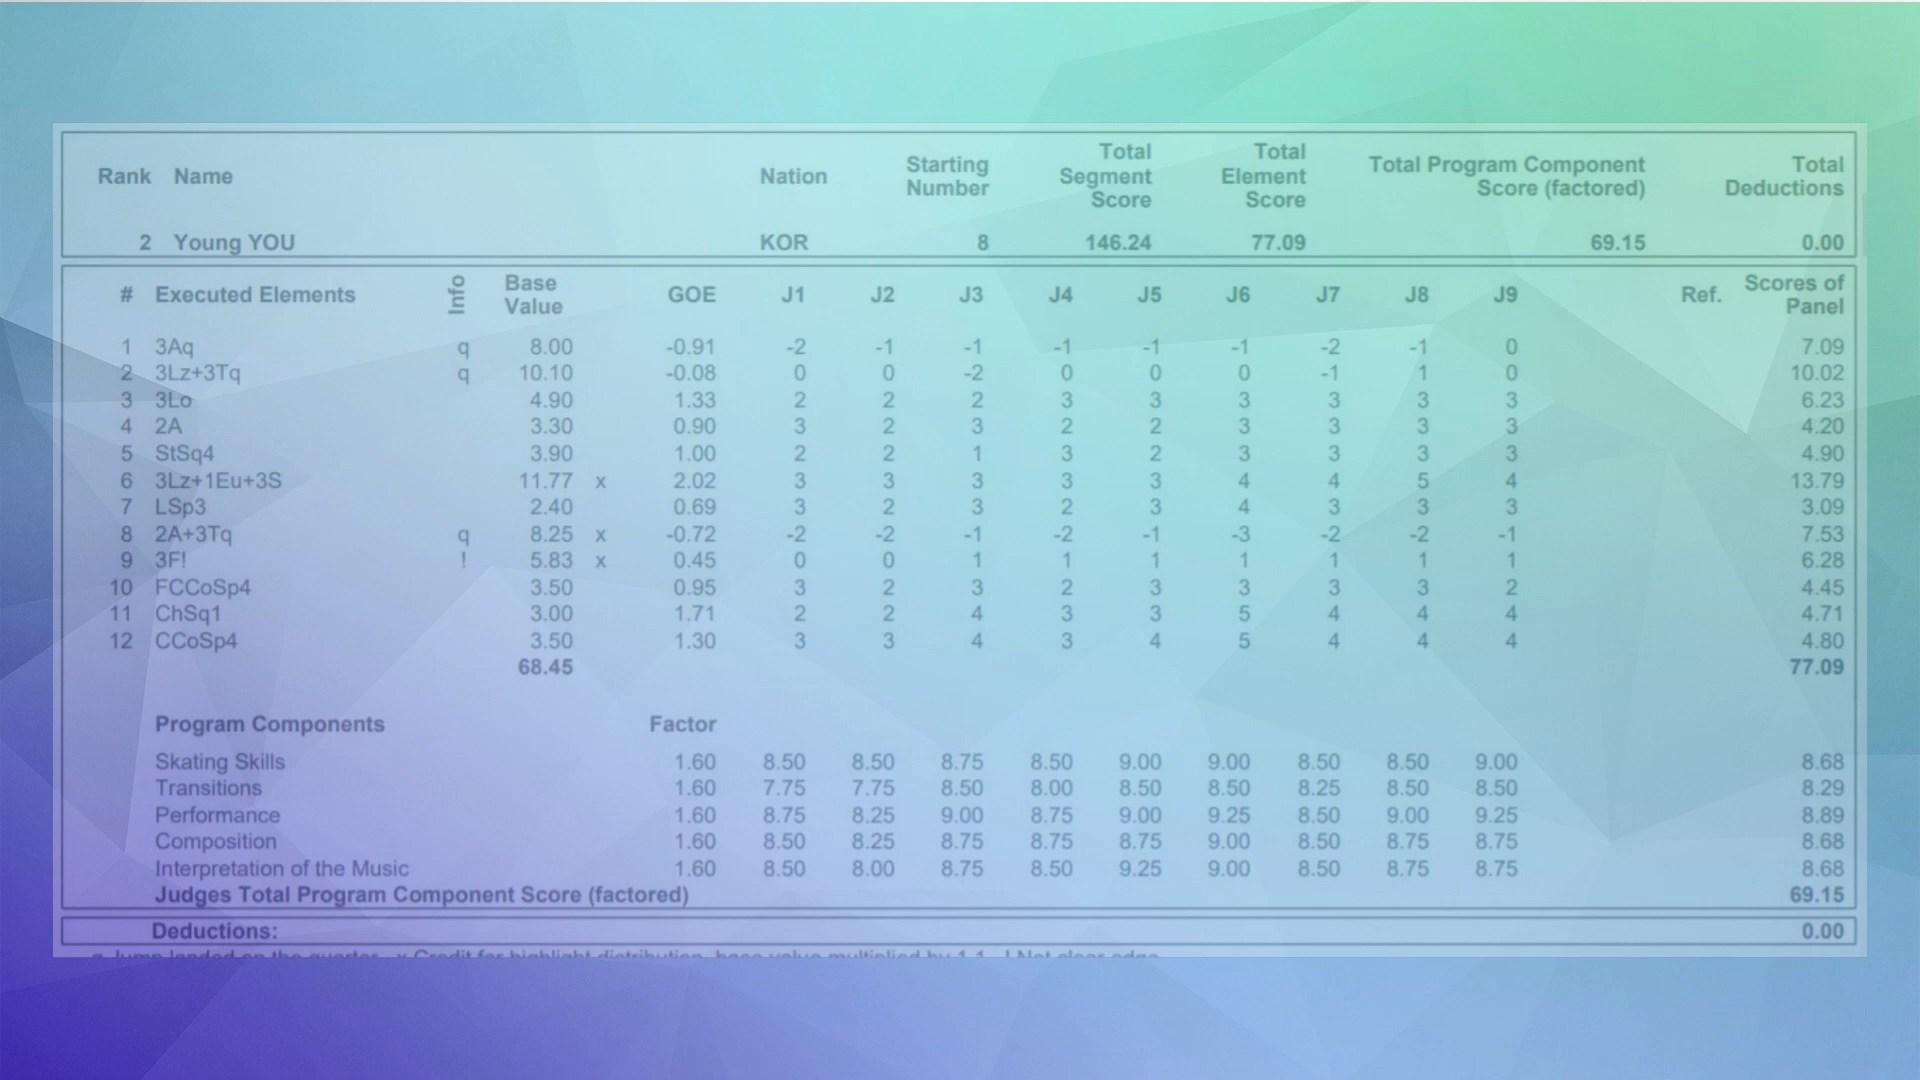 Rank Name Nation Starting Number Total Segment Score Total Element Score Total Program Component Score (factored) Total Deductions
2 Young YOU KOR 8 146.24 77.09 69.15 0.00
# Executed Elements Info Base Value GOE J1 J2 J3 J4 J5 J6 J7 J8 J9 Ref. Scores of Panel
1 3Aq q 8.00 -0.91 -2 -1 -1 -1 -1 -1 -2 -1 0 7.09
2 3Lz+3Tq q 10.10 -0.08 0 0 -2 0 0 0 -1 1 0 10.02
3 3Lo 4.90 1.33 2 2 2 3 3 3 3 3 3 6.23
4 2A 3.30 0.90 3 2 3 2 2 3 3 3 3 4.20
5 StSq4 3.90 1.00 2 2 1 3 2 3 3 3 3 4.90
6 3Lz+1Eu+3S 11.77 x 2.02 3 3 3 3 3 4 4 5 4 13.79
7 LSp3 2.40 0.69 3 2 3 2 3 4 3 3 3 3.09
8 2A+3Tq q 8.25 x -0.72 -2 -2 -1 -2 -1 -3 -2 -2 -1 7.53
9 3F! ! 5.83 x 0.45 0 0 1 1 1 1 1 1 1 6.28
10 FCCoSp4 3.50 0.95 3 2 3 2 3 3 3 3 2 4.45
11 ChSq1 3.00 1.71 2 2 4 3 3 5 4 4 4 4.71
12 CCoSp4 3.50 1.30 3 3 4 3 4 5 4 4 4 4.80
68.45 77.09
Program Components Factor
Skating Skills 1.60 8.50 8.50 8.75 8.50 9.00 9.00 8.50 8.50 9.00 8.68
Transitions 1.60 7.75 7.75 8.50 8.00 8.50 8.50 8.25 8.50 8.50 8.29
Performance 1.60 8.75 8.25 9.00 8.75 9.00 9.25 8.50 9.00 9.25 8.89
Composition 1.60 8.50 8.25 8.75 8.75 8.75 9.00 8.50 8.75 8.75 8.68
Interpretation of the Music 1.60 8.50 8.00 8.75 8.50 9.25 9.00 8.50 8.75 8.75 8.68
Judges Total Program Component Score (factored) 69.15
Deductions: 0.00
q Jump landed on the quarter x Credit for highlight distribution, base value multiplied by 1.1 ! Not clear edge